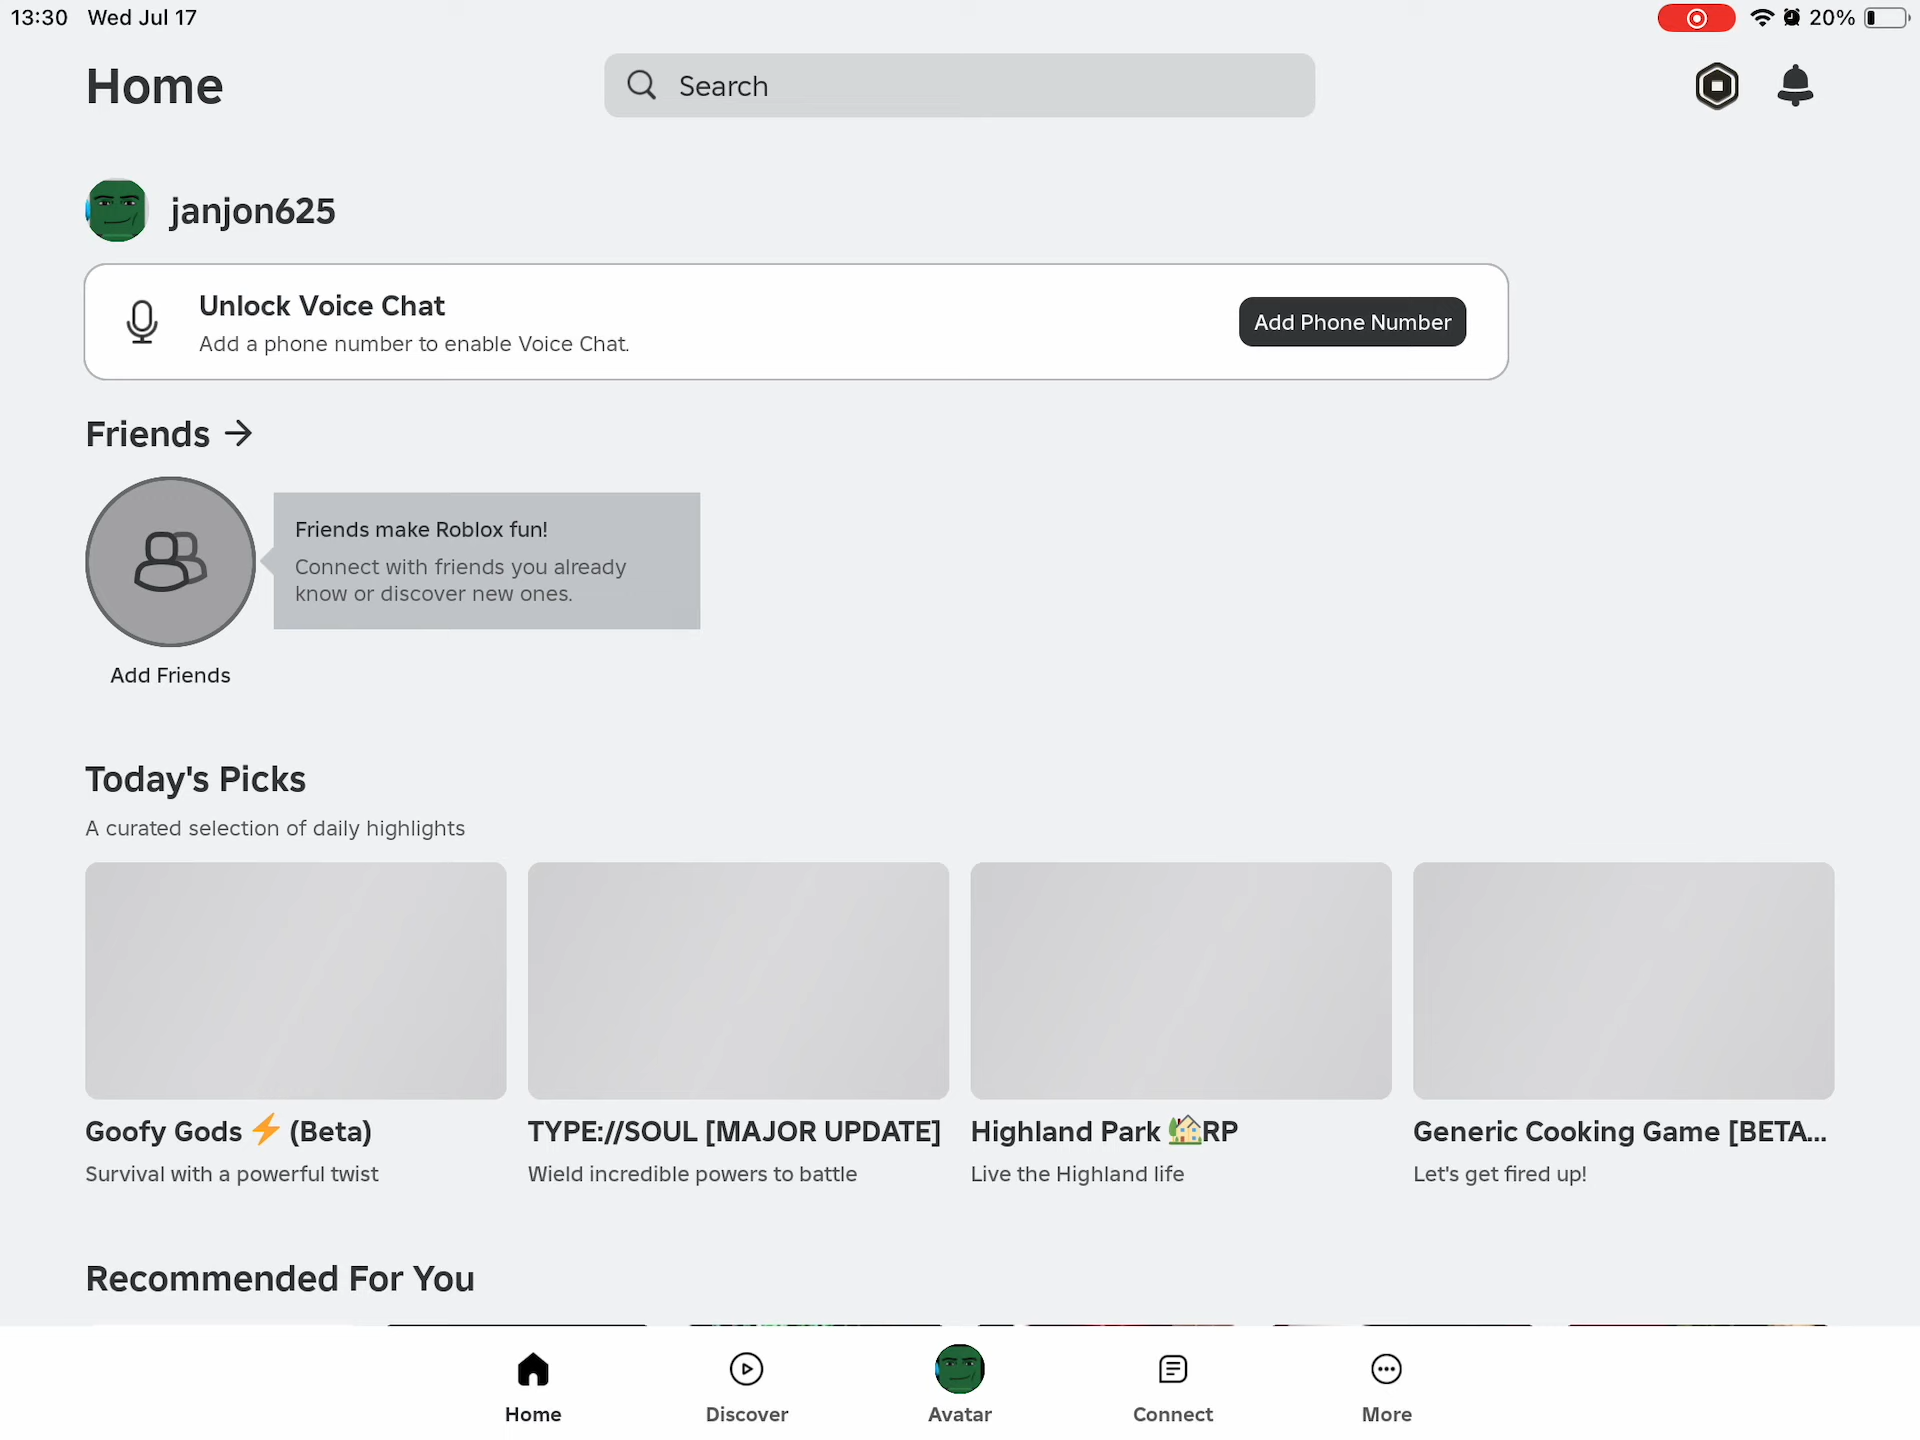 13:30 Wed Jul 17
20%
Home
Search
janjon625
Unlock Voice Chat
Add a phone number to enable Voice Chat.
Add Phone Number
Friends →
Friends make Roblox fun!
Connect with friends you already
know or discover new ones.
Add Friends
Today's Picks
A curated selection of daily highlights
Goofy Gods ⚡ (Beta)
Survival with a powerful twist
TYPE://SOUL [MAJOR UPDATE]
Wield incredible powers to battle
Highland Park 🏡RP
Live the Highland life
Generic Cooking Game [BETA...
Let's get fired up!
Recommended For You
Home
Discover
Avatar
Connect
More